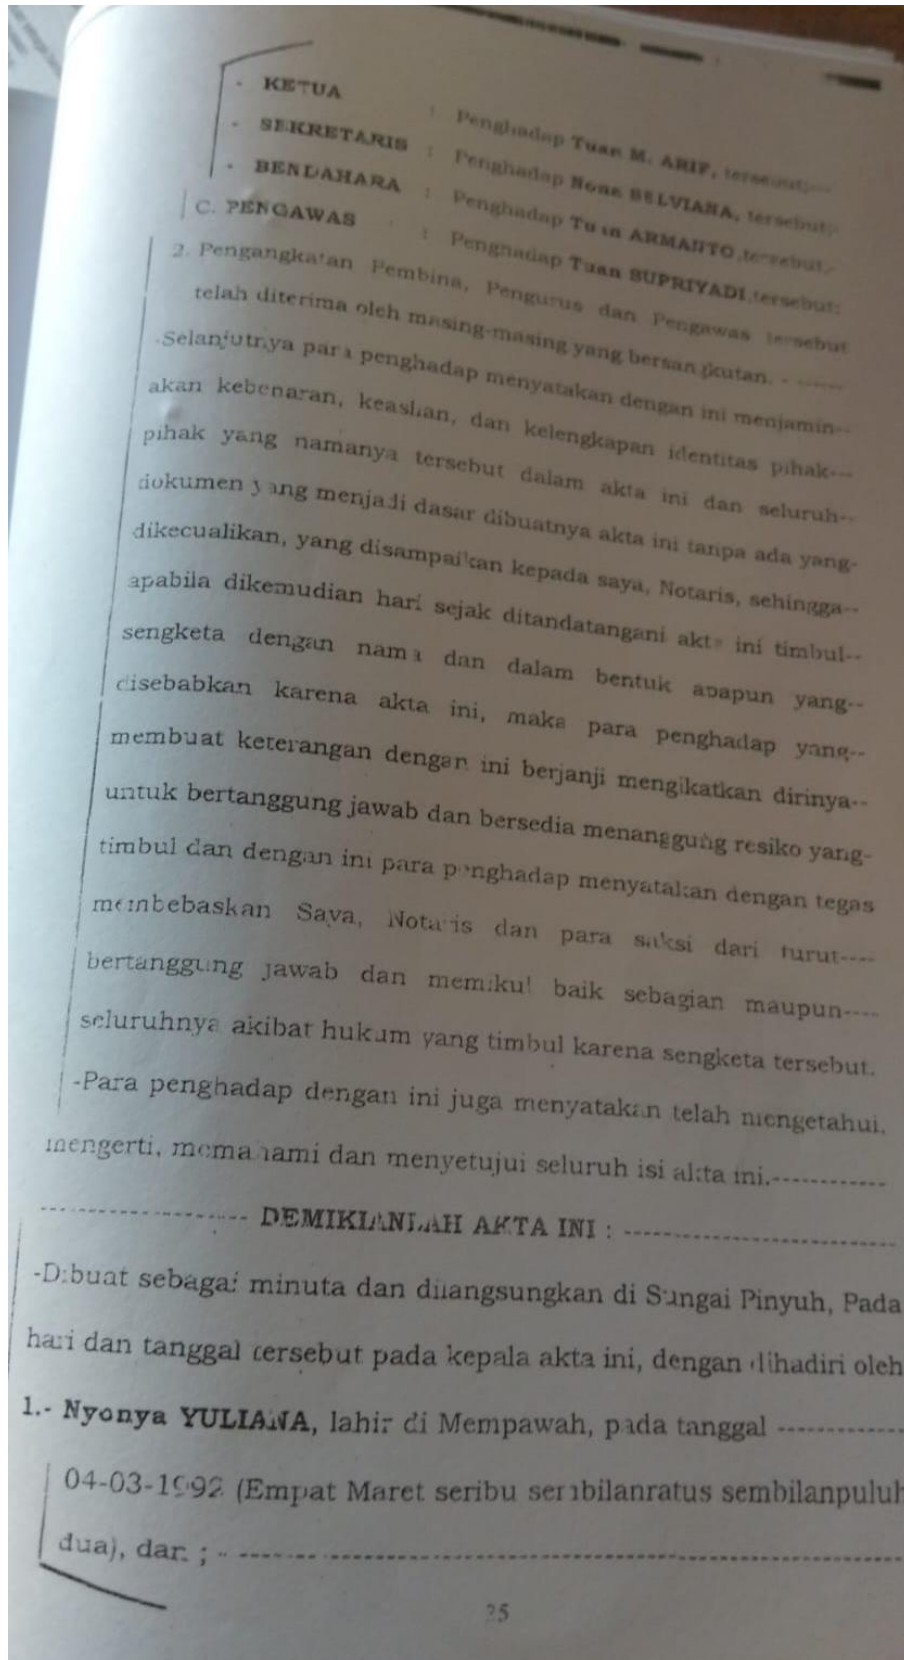 - KETUA : Penghadap Tuan M. ARIF, tersebut;---
- SEKRETARIS : Penghadap Nona SELVIANA, tersebut;-
- BENDAHARA : Penghadap Tuan ARMANTO,tersebut.-
C. PENGAWAS : Penghadap Tuan SUPRIYADI,tersebut;
2. Pengangkatan Pembina, Pengurus dan Pengawas tersebut
telah diterima oleh masing-masing yang bersangkutan. - ------
-Selanjutnya para penghadap menyatakan dengan ini menjamin--
akan kebenaran, keaslian, dan kelengkapan identitas pihak---
pihak yang namanya tersebut dalam akta ini dan seluruh--
dokumen yang menjadi dasar dibuatnya akta ini tanpa ada yang-
dikecualikan, yang disampaikan kepada saya, Notaris, sehingga--
apabila dikemudian hari sejak ditandatangani akta ini timbul--
sengketa dengan nama dan dalam bentuk apapun yang--
disebabkan karena akta ini, maka para penghadap yang--
membuat keterangan dengan ini berjanji mengikatkan dirinya--
untuk bertanggung jawab dan bersedia menanggung resiko yang-
timbul dan dengan ini para penghadap menyatakan dengan tegas
membebaskan Saya, Notaris dan para saksi dari turut----
bertanggung jawab dan memikul baik sebagian maupun----
seluruhnya akibat hukum yang timbul karena sengketa tersebut.
-Para penghadap dengan ini juga menyatakan telah mengetahui,
mengerti, memahami dan menyetujui seluruh isi akta ini.------------
-------------------- DEMIKIANLAH AKTA INI : --------------------------
-Dibuat sebagai minuta dan dilangsungkan di Sungai Pinyuh, Pada
hari dan tanggal tersebut pada kepala akta ini, dengan dihadiri oleh
1.- Nyonya YULIANA, lahir di Mempawah, pada tanggal ------------
04-03-1992 (Empat Maret seribu sembilanratus sembilanpuluh
dua), dan ; - ------------------------------------------------------------
25